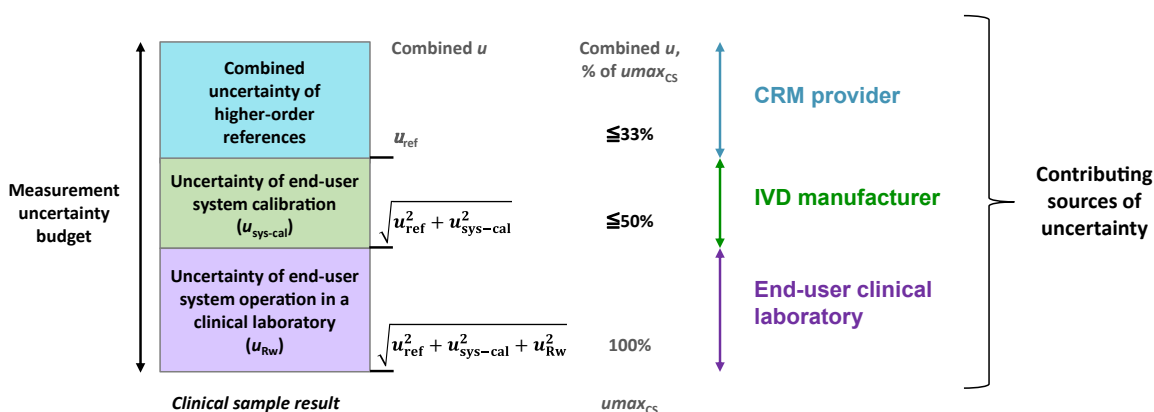 Combined u
Combined u,
% of umaxCS
Combined
uncertainty of
higher-order
references
CRM provider
uref
≦33%
Measurement
uncertainty
budget
Uncertainty of end-user
system calibration
(usys-cal)
√u²ref + u²sys−cal
≦50%
IVD manufacturer
Contributing
sources of
uncertainty
Uncertainty of end-user
system operation in a
clinical laboratory
(uRw)
√u²ref + u²sys−cal + u²Rw
100%
End-user clinical
laboratory
Clinical sample result
umaxCS